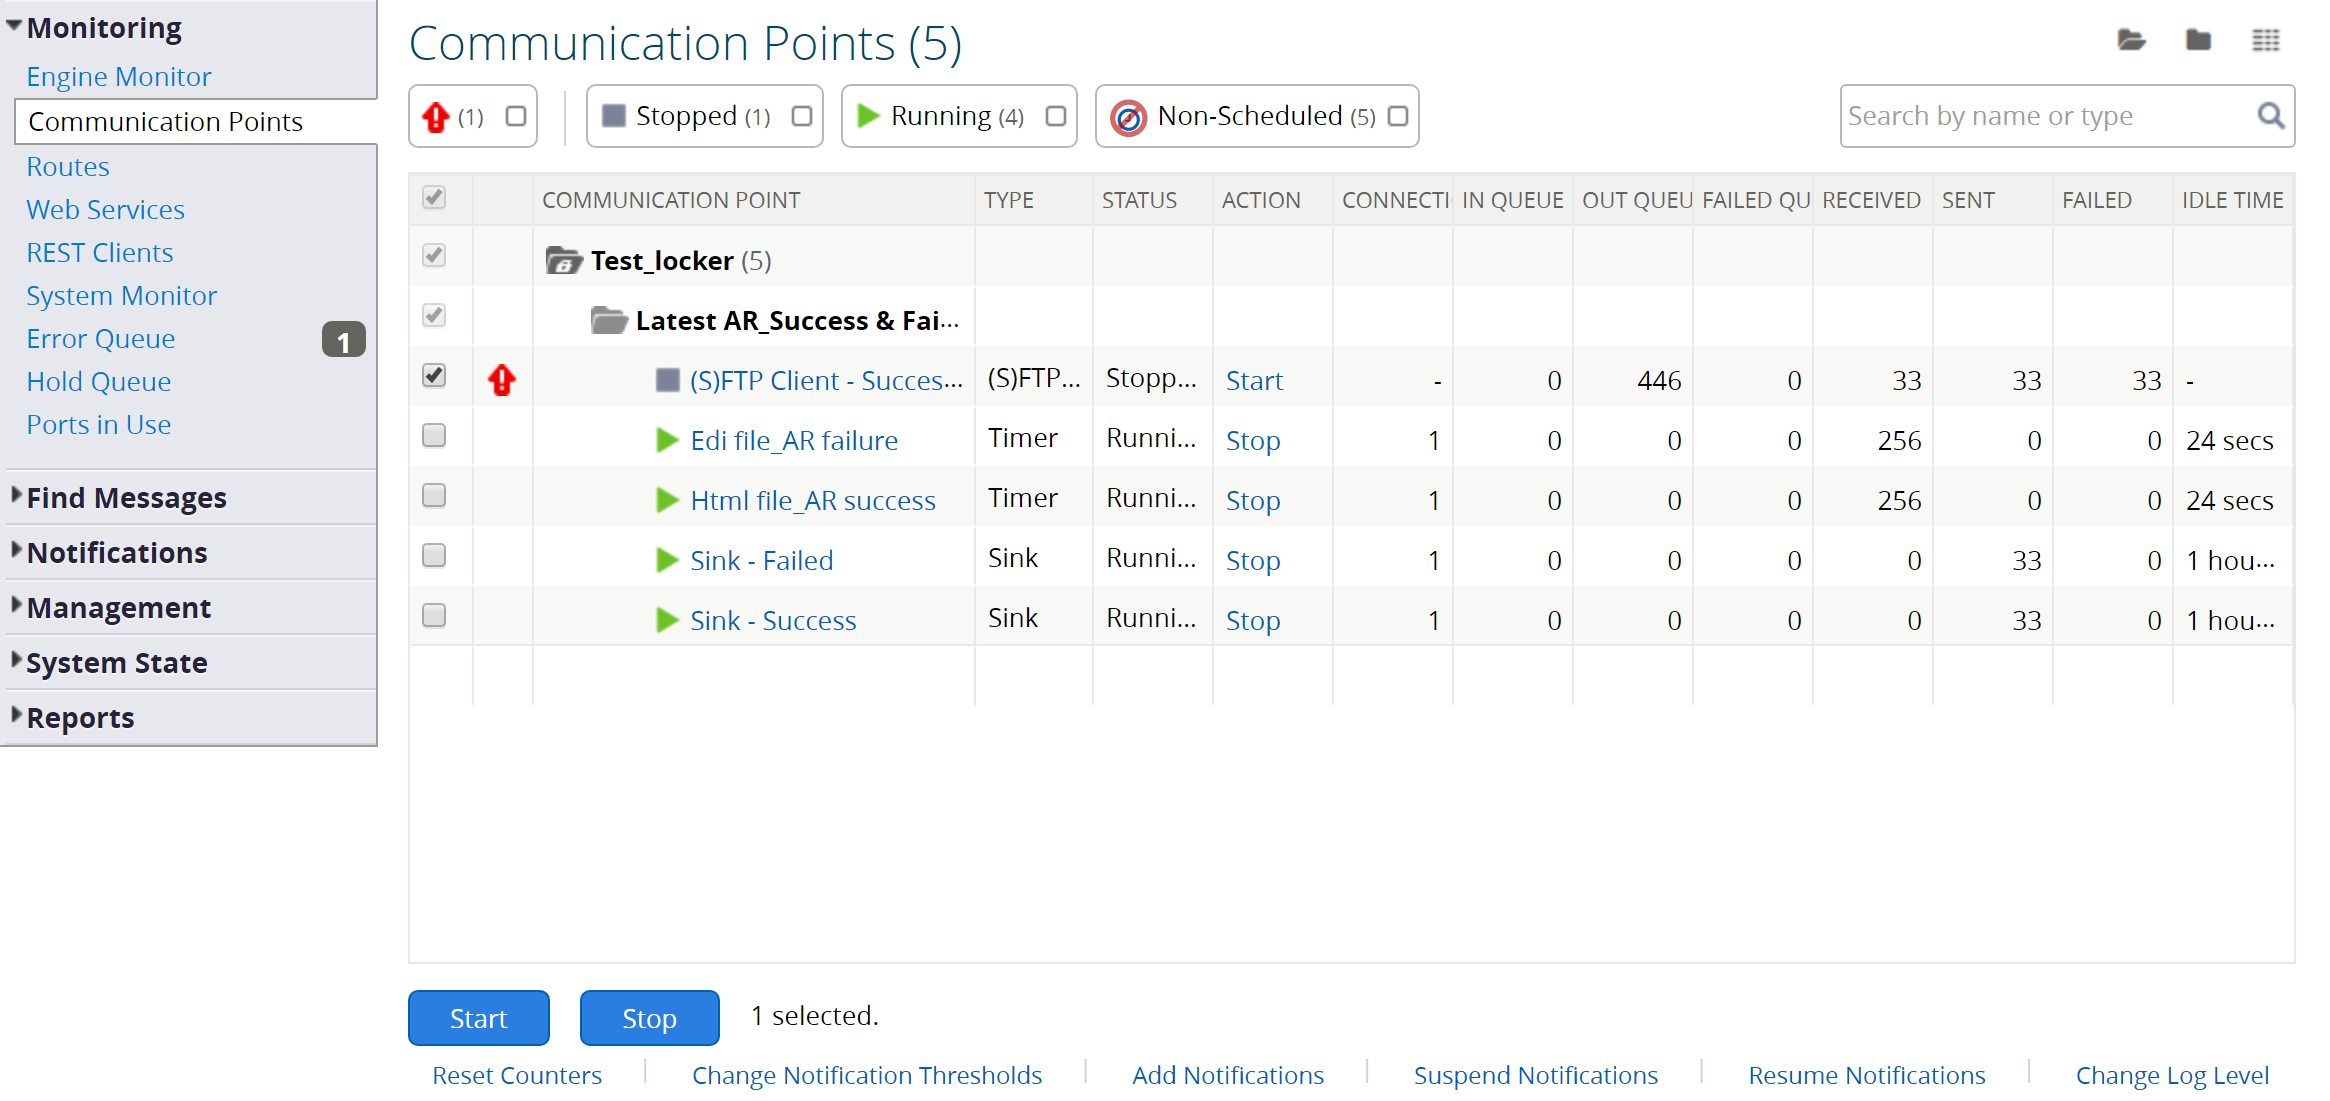 Monitoring
Engine Monitor
Communication Points
Routes
Web Services
REST Clients
System Monitor
Error Queue 1
Hold Queue
Ports in Use
Find Messages
Notifications
Management
System State
Reports
Communication Points (5)
(1) Stopped (1) Running (4) Non-Scheduled (5) Search by name or type
COMMUNICATION POINT TYPE STATUS ACTION CONNECTI IN QUEUE OUT QUEU FAILED QU RECEIVED SENT FAILED IDLE TIME
Test_locker (5)
Latest AR_Success & Fai...
(S)FTP Client - Succes... (S)FTP... Stopp... Start - 0 446 0 33 33 33 -
Edi file_AR failure Timer Runni... Stop 1 0 0 0 256 0 0 24 secs
Html file_AR success Timer Runni... Stop 1 0 0 0 256 0 0 24 secs
Sink - Failed Sink Runni... Stop 1 0 0 0 0 33 0 1 hou...
Sink - Success Sink Runni... Stop 1 0 0 0 0 33 0 1 hou...
Start Stop 1 selected.
Reset Counters Change Notification Thresholds Add Notifications Suspend Notifications Resume Notifications Change Log Level